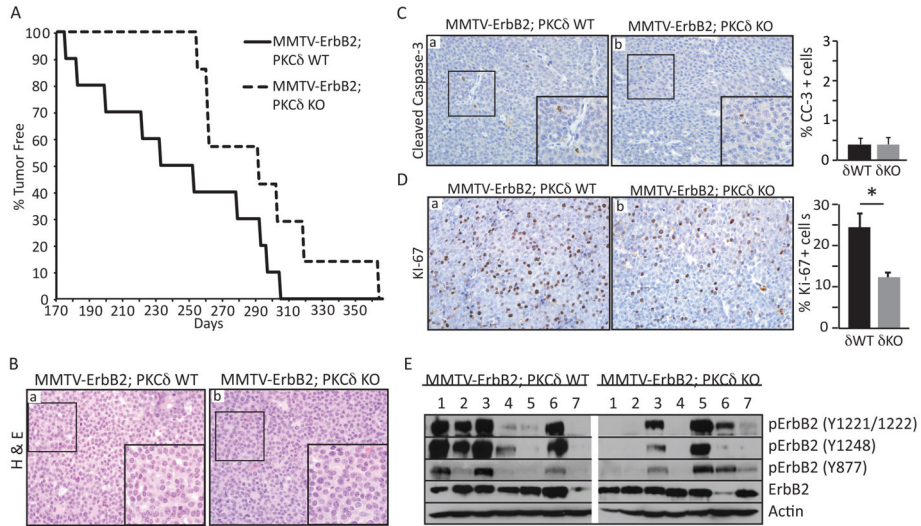 A
% Tumor Free
100
90
80
70
60
50
40
30
20
10
0
170 190 210 230 250 270 290 310 330 350
Days
MMTV-ErbB2;
PKCδ WT
MMTV-ErbB2;
PKCδ KO
B
MMTV-ErbB2; PKCδ WT MMTV-ErbB2; PKCδ KO
H & E
a b
C
MMTV-ErbB2; PKCδ WT MMTV-ErbB2; PKCδ KO
Cleaved Caspase-3
a b
% CC-3 + cells
3
2
1
0
δWT δKO
D
MMTV-ErbB2; PKCδ WT MMTV-ErbB2; PKCδ KO
KI-67
a b
% Ki-67 + cells
30
20
10
0
*
δWT δKO
E
MMTV-ErbB2; PKCδ WT MMTV-ErbB2; PKCδ KO
1 2 3 4 5 6 7 1 2 3 4 5 6 7
pErbB2 (Y1221/1222)
pErbB2 (Y1248)
pErbB2 (Y877)
ErbB2
Actin